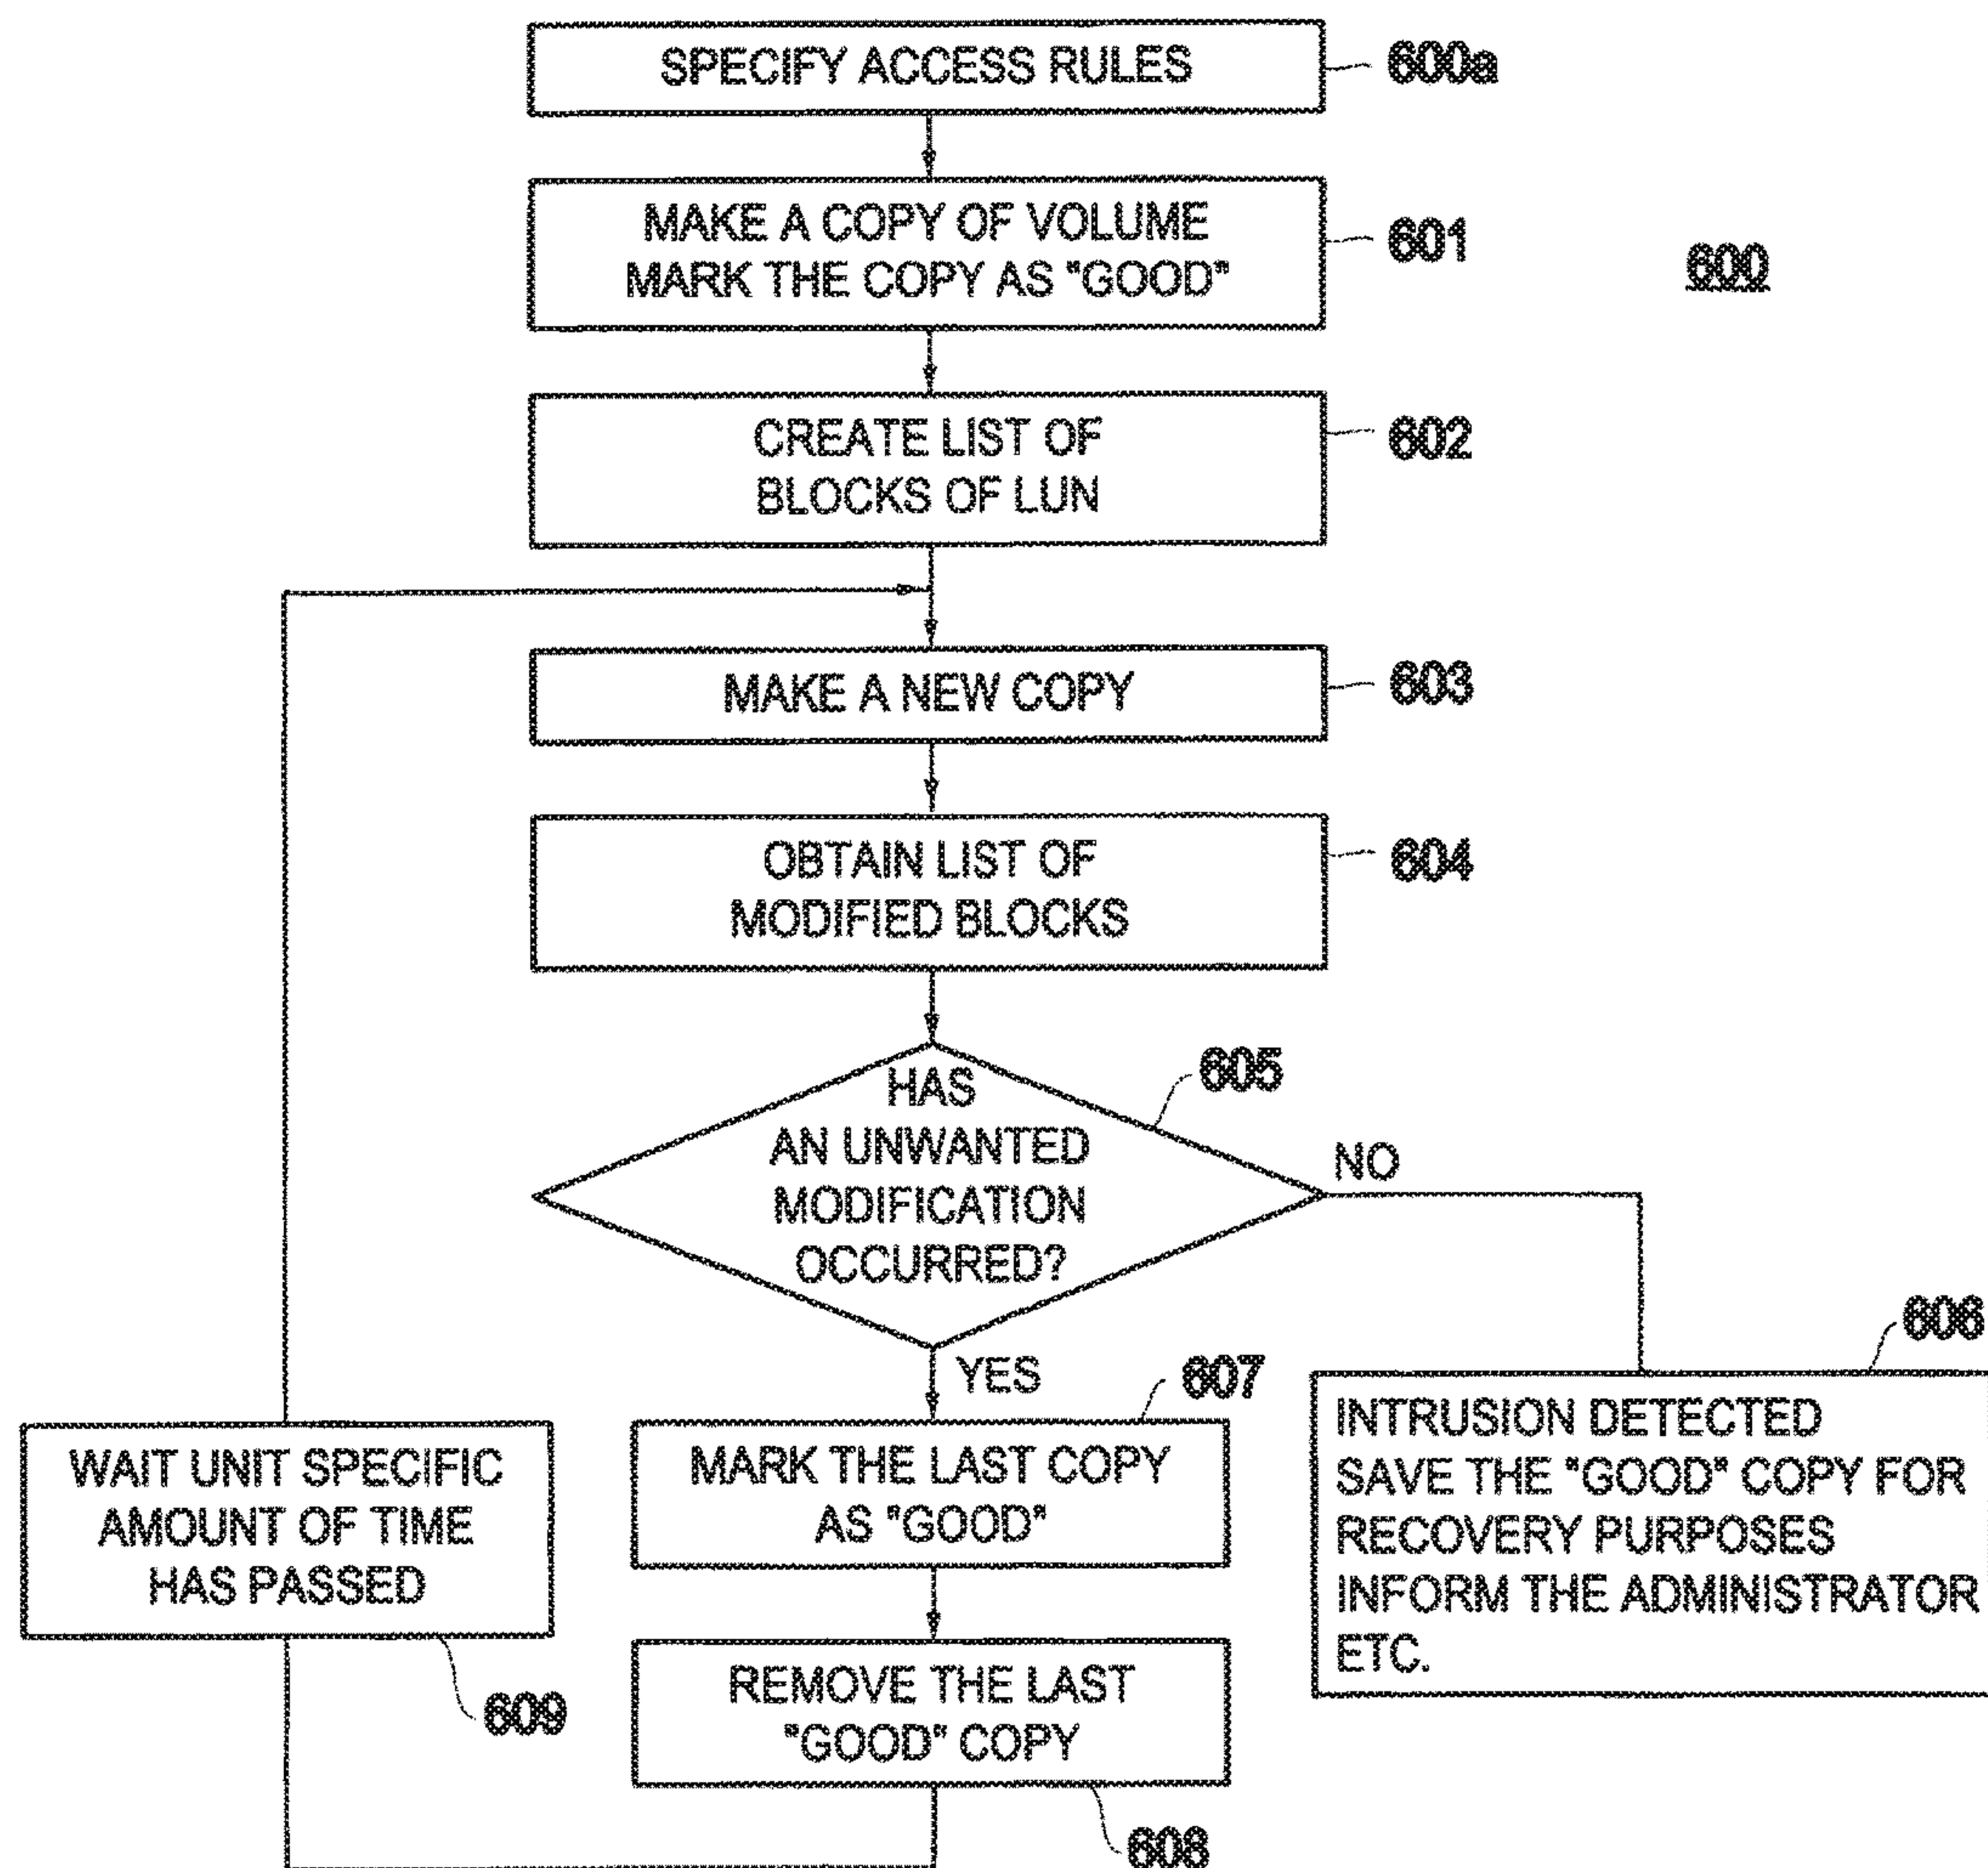 SPECIFY ACCESS RULES
600a
MAKE A COPY OF VOLUME
MARK THE COPY AS "GOOD"
601
600
CREATE LIST OF
BLOCKS OF LUN
602
MAKE A NEW COPY
603
OBTAIN LIST OF
MODIFIED BLOCKS
604
HAS
AN UNWANTED
MODIFICATION
OCCURRED?
605
NO
YES
606
INTRUSION DETECTED
SAVE THE "GOOD" COPY FOR
RECOVERY PURPOSES
INFORM THE ADMINISTRATOR
ETC.
607
MARK THE LAST COPY
AS "GOOD"
WAIT UNIT SPECIFIC
AMOUNT OF TIME
HAS PASSED
609
REMOVE THE LAST
"GOOD" COPY
608